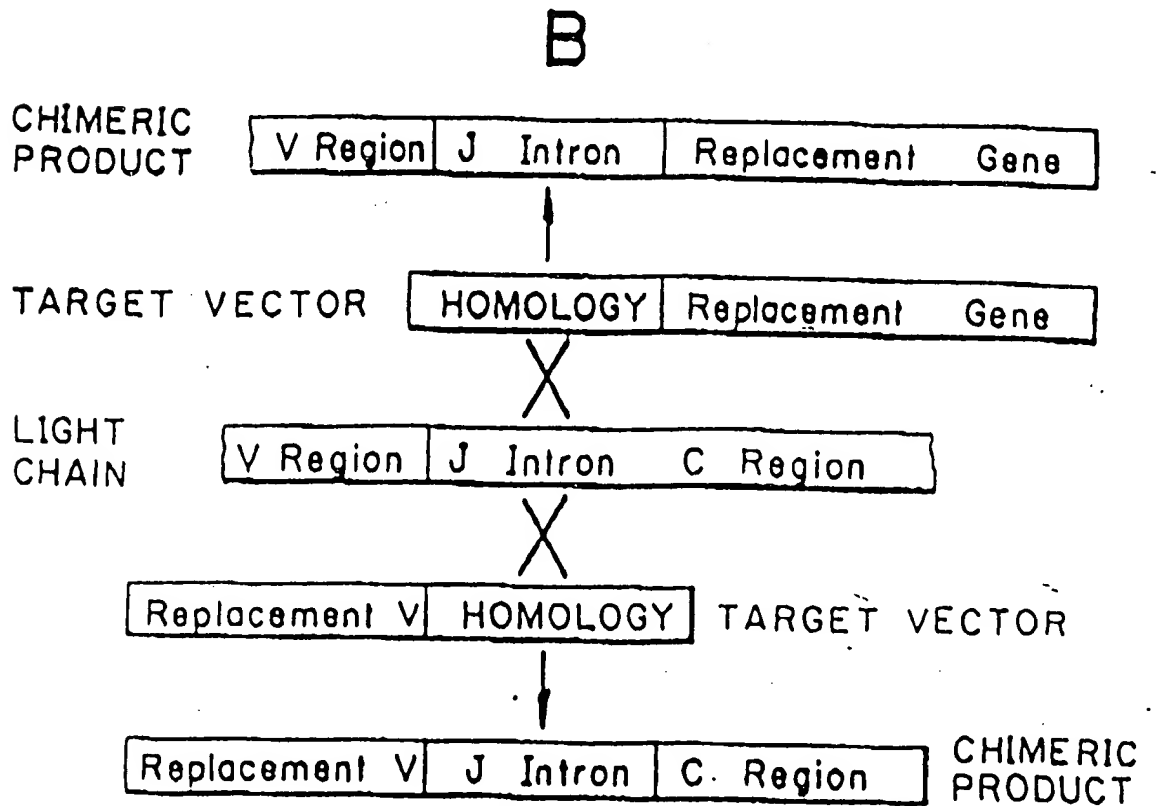 B
CHIMERIC
PRODUCT
V Region J Intron Replacement Gene
TARGET VECTOR HOMOLOGY Replacement Gene
LIGHT
CHAIN
V Region J Intron C Region
Replacement V HOMOLOGY TARGET VECTOR
Replacement V J Intron C. Region
CHIMERIC
PRODUCT